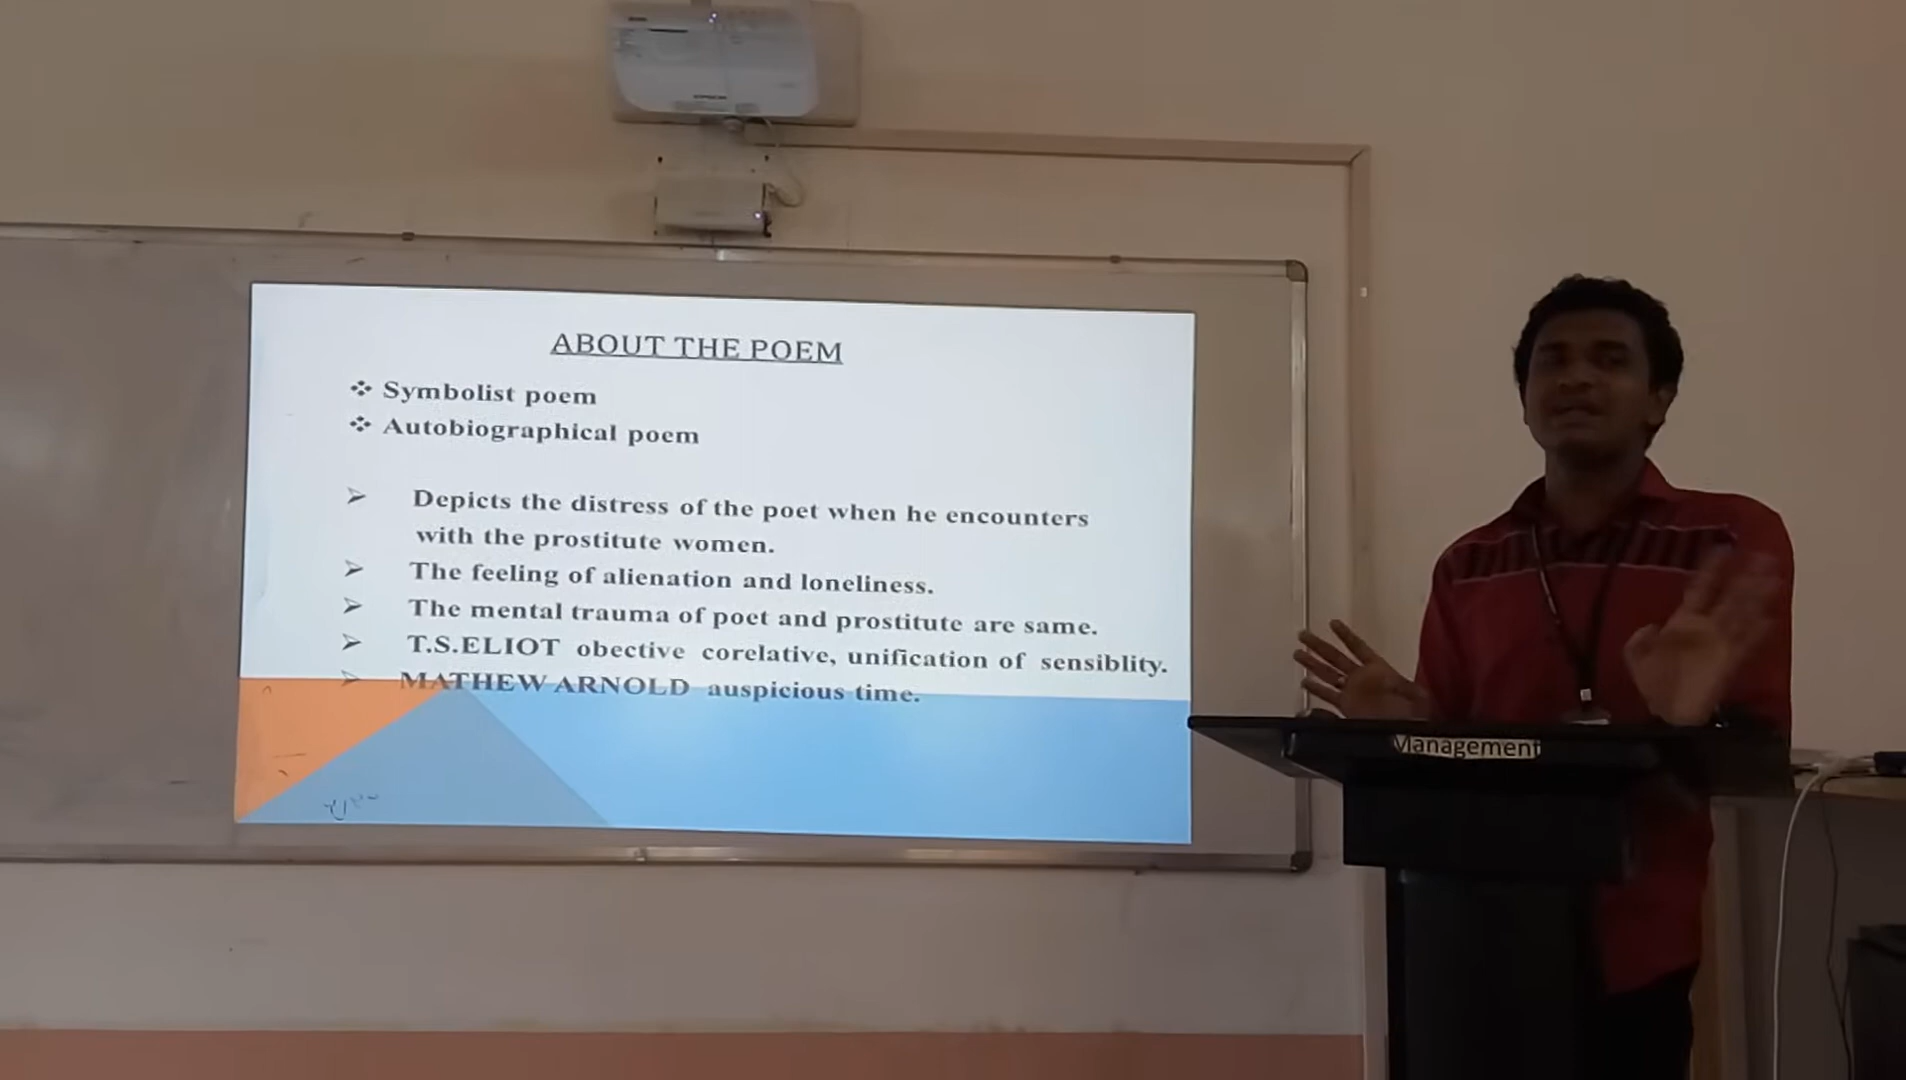 ABOUT THE POEM
Symbolist poem
Autobiographical poem
Depicts the distress of the poet when he encounters
with the prostitute women.
The feeling of alienation and loneliness.
The mental trauma of poet and prostitute are same.
T.S.ELIOT obective corelative, unification of sensiblity.
MATHEW ARNOLD auspicious time.
Management